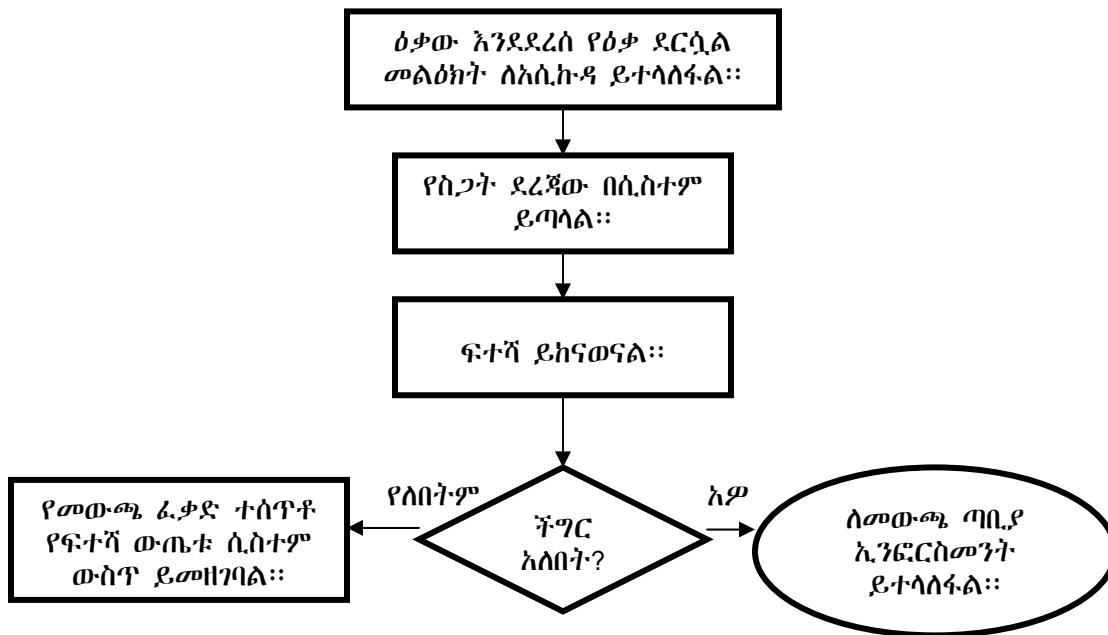 ዕቃው እንደደረሰ የዕቃ ደርሷል
መልዕክት ለአሲኩዳ ይተላለፋል፡፡
የስጋት ደረጃው በሲስተም
ይጣላል፡፡
ፍተሻ ይከናወናል፡፡
ችግር
አለበት?
የለበትም
የመውጫ ፈቃድ ተሰጥቶ
የፍተሻ ውጤቱ ሲስተም
ውስጥ ይመዘገባል፡፡
አዎ
ለመውጫ ጣቢያ
ኢንፎርስመንት
ይተላለፋል፡፡